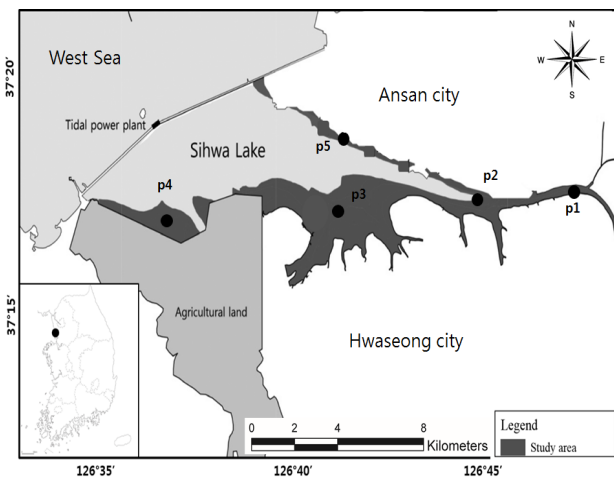 West Sea
37°20′
Ansan city
N
W
E
S
Tidal power plant
Sihwa Lake
p5
p4
p3
p2
p1
37°15′
Agricultural land
Hwaseong city
Legend
Study area
0 2 4 8
Kilometers
126°35′ 126°40′ 126°45′